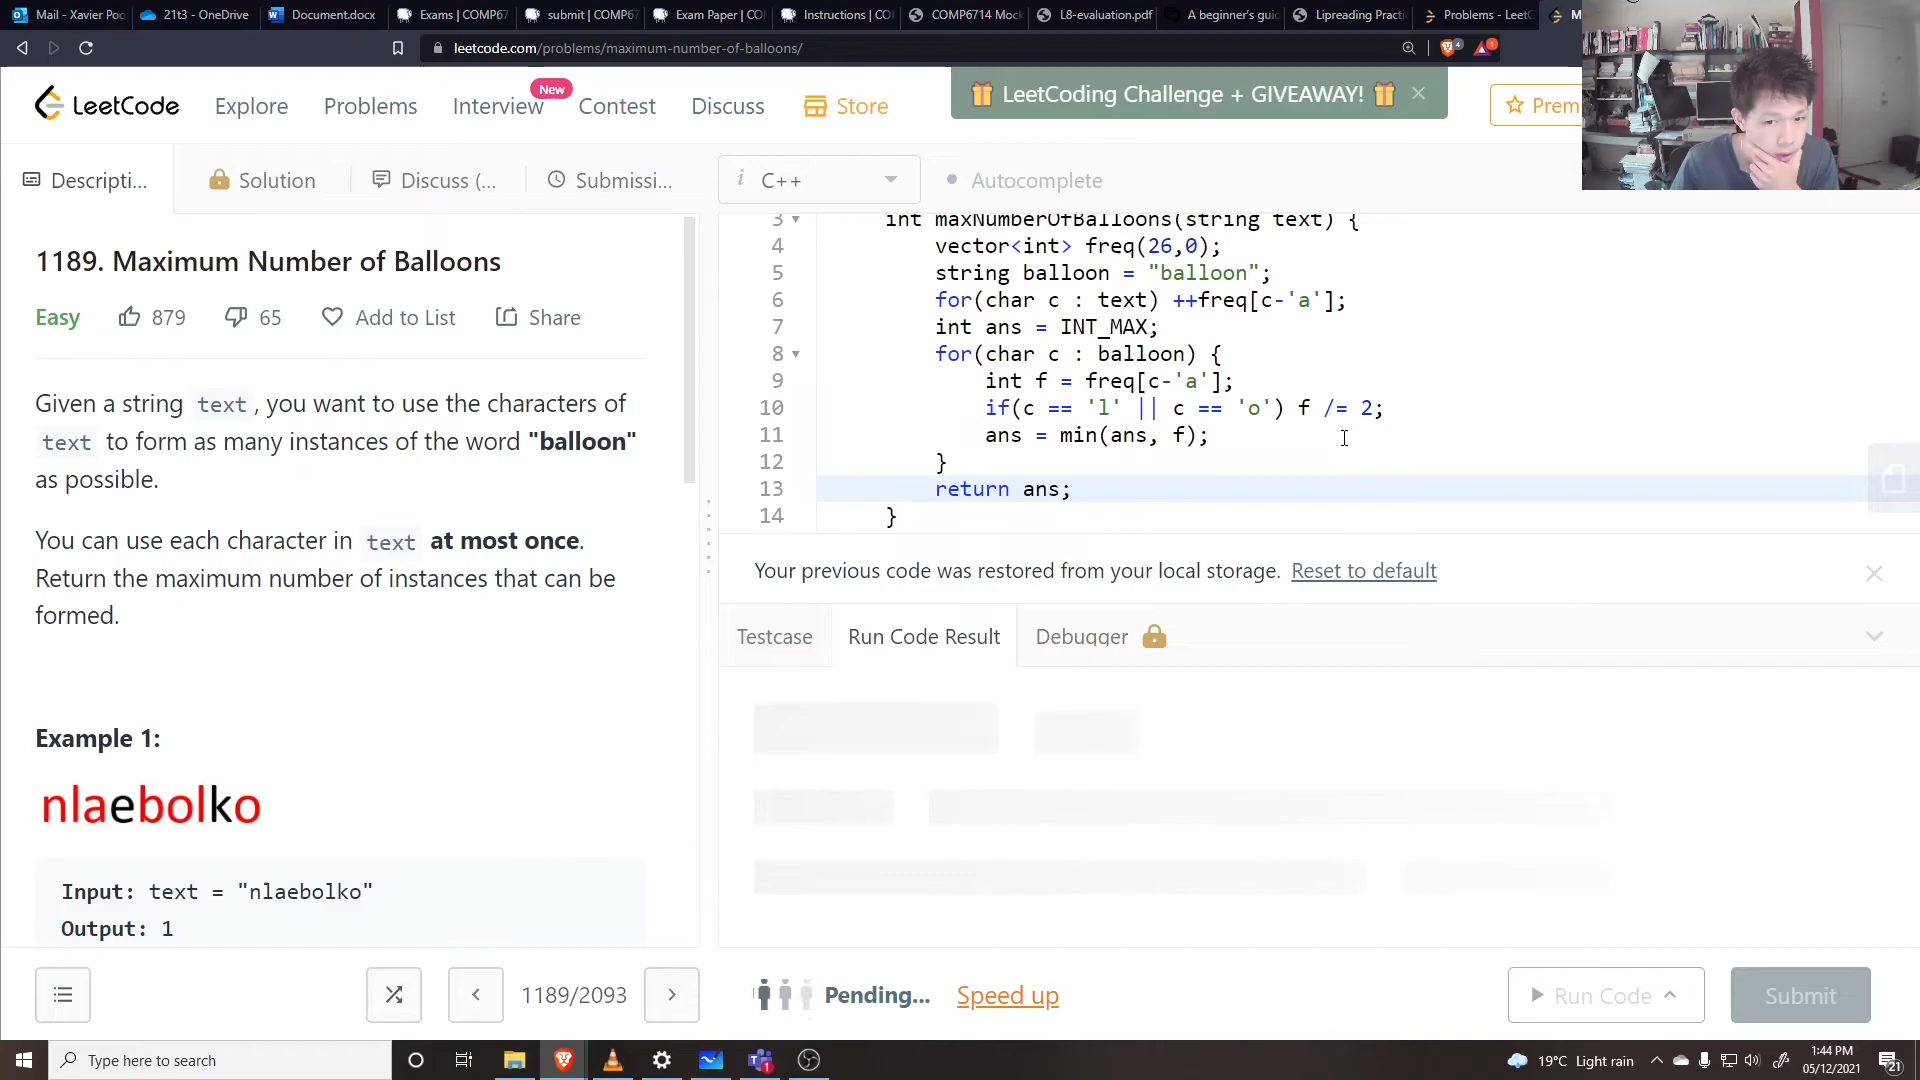 Mail - Xavier Poo
21t3 - OneDrive
Document.docx
Exams | COMP67
submit | COMP67
Exam Paper | CO
Instructions | CO
COMP6714 Mock
L8-evaluation.pdf
A beginner's guid
Lipreading Practi
Problems - LeetC
M
leetcode.com/problems/maximum-number-of-balloons/
4
1
LeetCode
Explore
Problems
Interview
New
Contest
Discuss
Store
LeetCoding Challenge + GIVEAWAY!
Prem
Descripti...
Solution
Discuss (...
Submissi...
i C++
Autocomplete
1189. Maximum Number of Balloons
Easy 879 65 Add to List Share
Given a string text, you want to use the characters of
text to form as many instances of the word "balloon"
as possible.
You can use each character in text at most once.
Return the maximum number of instances that can be
formed.
Example 1:
nlaebolko
Input: text = "nlaebolko"
Output: 1
3 int maxNumberOfBalloons(string text) {
4 vector<int> freq(26,0);
5 string balloon = "balloon";
6 for(char c : text) ++freq[c-'a'];
7 int ans = INT_MAX;
8 for(char c : balloon) {
9 int f = freq[c-'a'];
10 if(c == 'l' || c == 'o') f /= 2;
11 ans = min(ans, f);
12 }
13 return ans;
14 }
Your previous code was restored from your local storage. Reset to default
Testcase
Run Code Result
Debugger
1189/2093
Pending...
Speed up
Run Code
Submit
Type here to search
1
19°C Light rain
1:44 PM
05/12/2021
21